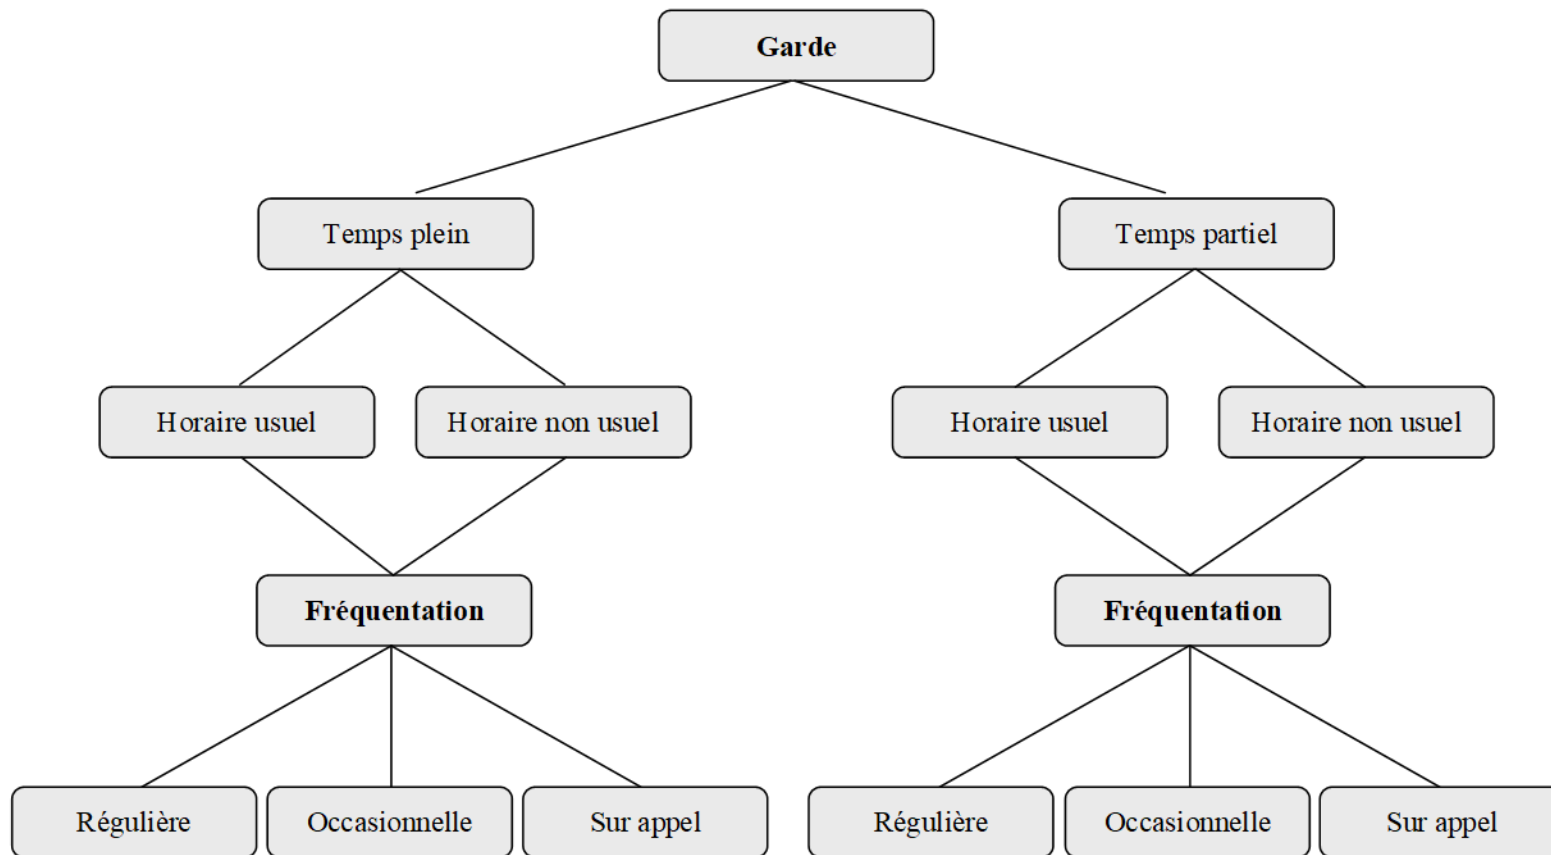 Garde
Temps plein
Temps partiel
Horaire usuel
Horaire non usuel
Horaire usuel
Horaire non usuel
Fréquentation
Fréquentation
Régulière
Occasionnelle
Sur appel
Régulière
Occasionnelle
Sur appel